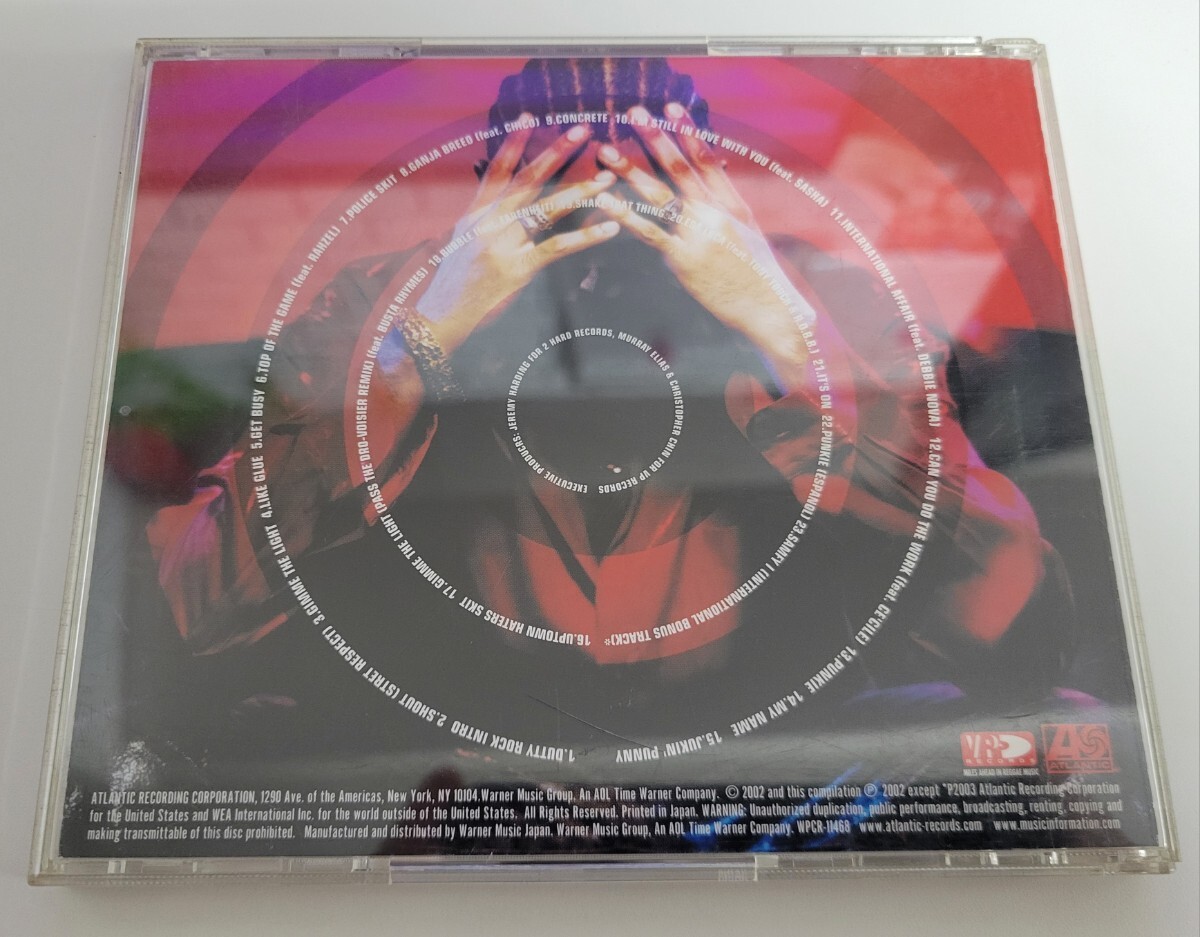 1.DUTTY ROCK INTRO 2.SHOUT (STRET RESPECT) 3.GIMME THE LIGHT 4.LIKE GLUE 5.GET BUSY 6.TOP OF THE GAME (feat. RAHZEL) 7.POLICE SKIT 8.GANJA BREED (feat. CHICO) 9.CONCRETE 10.I'M STILL IN LOVE WITH YOU (feat. SASHA) 11.INTERNATIONAL AFFAIR (feat. DEBBIE NOVA) 12.CAN YOU DO THE WORK (feat. CE'CILE) 13.PUNKIE 14.MY NAME 15.JUKIN' PUNNY
16.UPTOWN HATERS SKIT 17.GIMME THE LIGHT (PASS THE DRO-VOISIER REMIX) (feat. BUSTA RHYMES) 18.BUBBLE THAT THING 21.IT'S ON 22.PUNKIE (ESPANOL) 23.SAMFI I (INTERNATIONAL BONUS TRACK)*
EXECUTIVE PRODUCERS: JEREMY HARDING FOR 2 HARD RECORDS, MURRAY ELIAS & CHRISTOPHER CHIN FOR VP RECORDS
VP RECORDS
MILES AHEAD IN REGGAE MUSIC
ATLANTIC
ATLANTIC RECORDING CORPORATION, 1290 Ave. of the Americas, New York, NY 10104.Warner Music Group. An AOL Time Warner Company. © 2002 and this compilation ℗ 2002 except *P2003 Atlantic Recording Corporation
for the United States and WEA International Inc. for the world outside of the United States. All Rights Reserved. Printed in Japan. WARNING: Unauthorized duplication, public performance, broadcasting, renting, copying and
making transmittable of this disc prohibited. Manufactured and distributed by Warner Music Japan, Warner Music Group, An AOL Time Warner Company. WPCR-11468 www.atlantic-records.com www.musicinformation.com